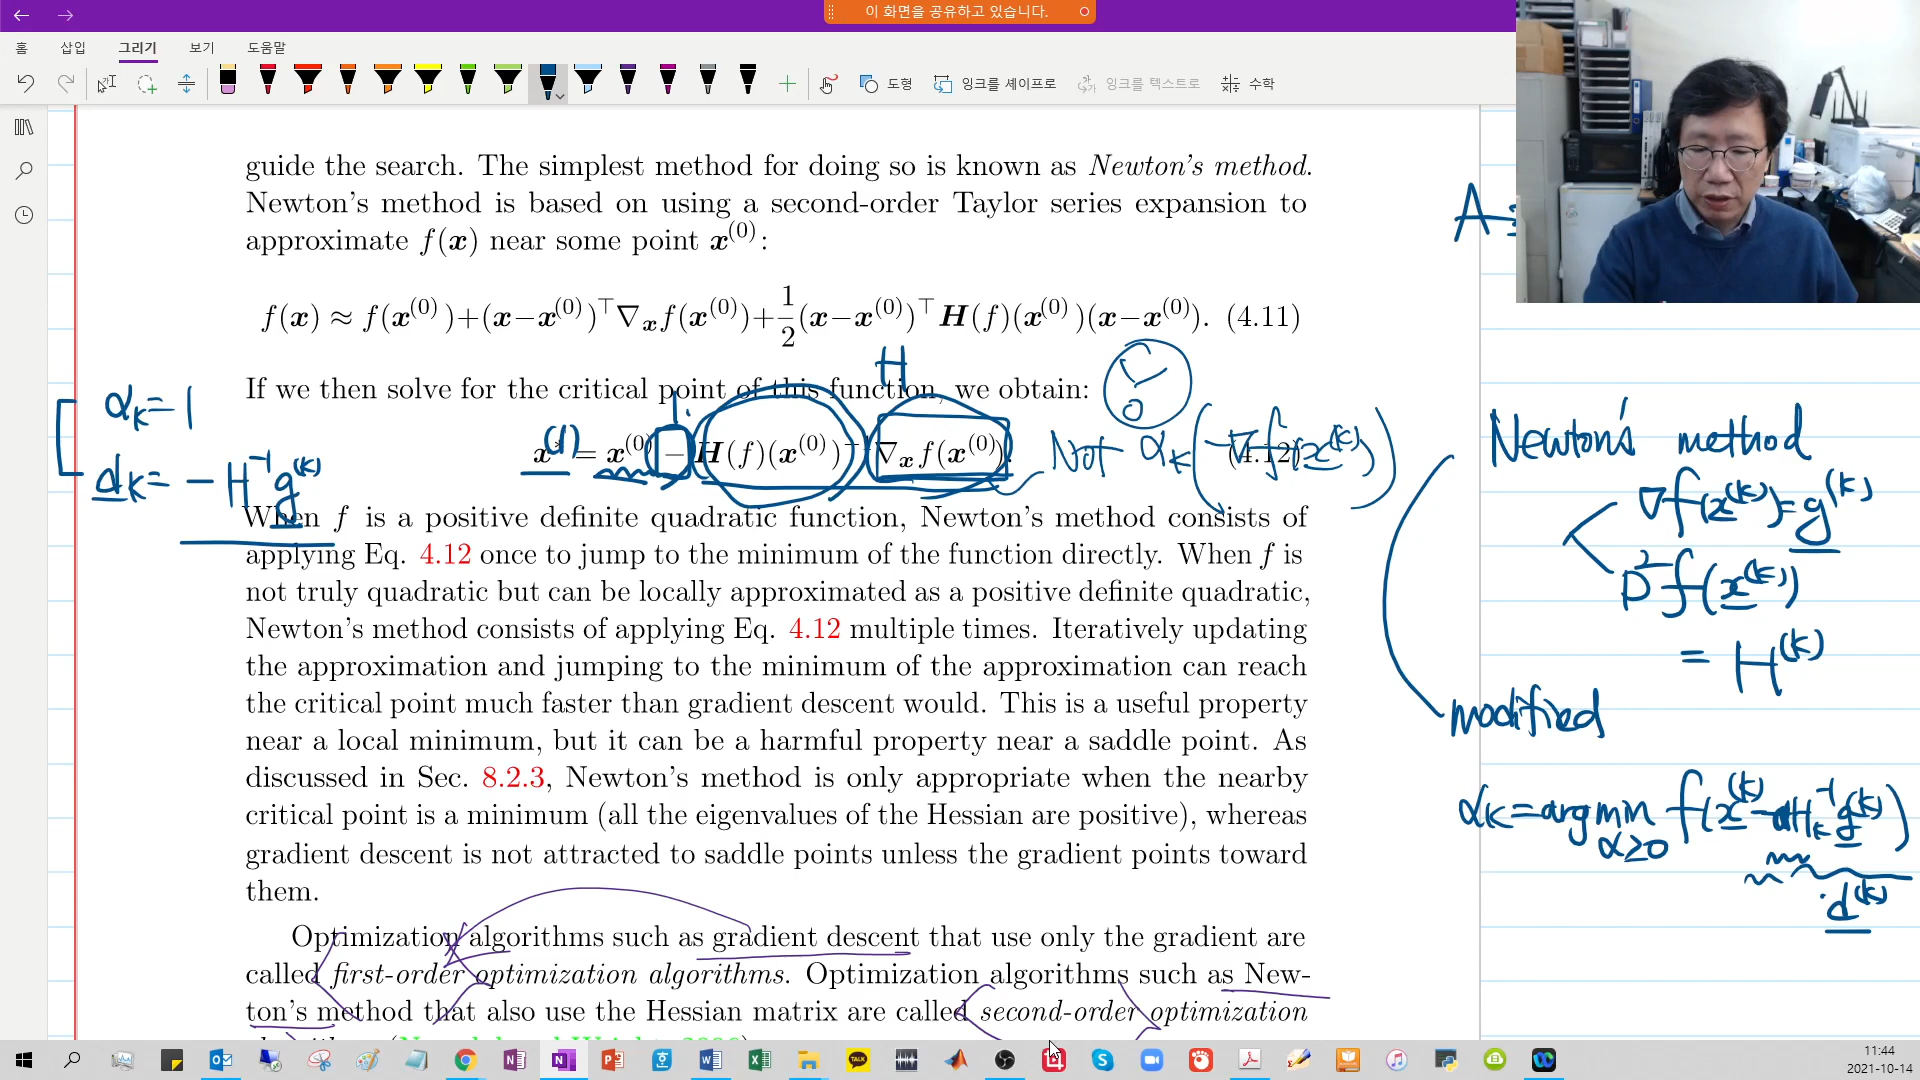 이 화면을 공유하고 있습니다.
홈 삽입 그리기 보기 도움말
도형 잉크를 셰이프로 잉크를 텍스트로 수학
guide the search. The simplest method for doing so is known as Newton's method.
Newton's method is based on using a second-order Taylor series expansion to
approximate f(x) near some point x^(0):
f(x) ≈ f(x^(0))+(x−x^(0))^⊤∇_x f(x^(0))+1/2(x−x^(0))^⊤H(f)(x^(0))(x−x^(0)). (4.11)
H
If we then solve for the critical point of this function, we obtain:
α_k=1
d_k= −H^-1 g^(k)
(1)
1.
x* = x^(0) − H(f)(x^(0))^-1 ∇_x f(x^(0)). (4.12)
Not α_k(−∇f(x^(k)))
When f is a positive definite quadratic function, Newton's method consists of
applying Eq. 4.12 once to jump to the minimum of the function directly. When f is
not truly quadratic but can be locally approximated as a positive definite quadratic,
Newton's method consists of applying Eq. 4.12 multiple times. Iteratively updating
the approximation and jumping to the minimum of the approximation can reach
the critical point much faster than gradient descent would. This is a useful property
near a local minimum, but it can be a harmful property near a saddle point. As
discussed in Sec. 8.2.3, Newton's method is only appropriate when the nearby
critical point is a minimum (all the eigenvalues of the Hessian are positive), whereas
gradient descent is not attracted to saddle points unless the gradient points toward
them.
Optimization algorithms such as gradient descent that use only the gradient are
called first-order optimization algorithms. Optimization algorithms such as New-
ton's method that also use the Hessian matrix are called second-order optimization
A=
Newton's method
∇f(x^(k))=g^(k)
D^2 f(x^(k))
= H^(k)
modified
α_k=argmin f(x^(k)−αH_k^-1 g^(k))
α≥0
d^(k)
11:44
2021-10-14